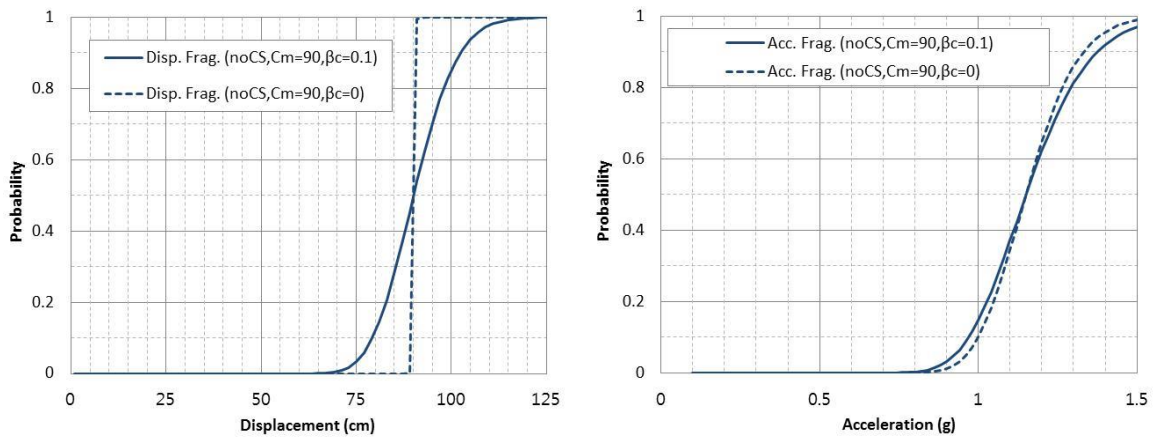 1
0.8
0.6
0.4
0.2
0
Probability
Disp. Frag. (noCS,Cm=90,βc=0.1)
Disp. Frag. (noCS,Cm=90,βc=0)
0 25 50 75 100 125
Displacement (cm)
1
0.8
0.6
0.4
0.2
0
Probability
Acc. Frag. (noCS,Cm=90,βc=0.1)
Acc. Frag. (noCS,Cm=90,βc=0)
0 0.5 1 1.5
Acceleration (g)